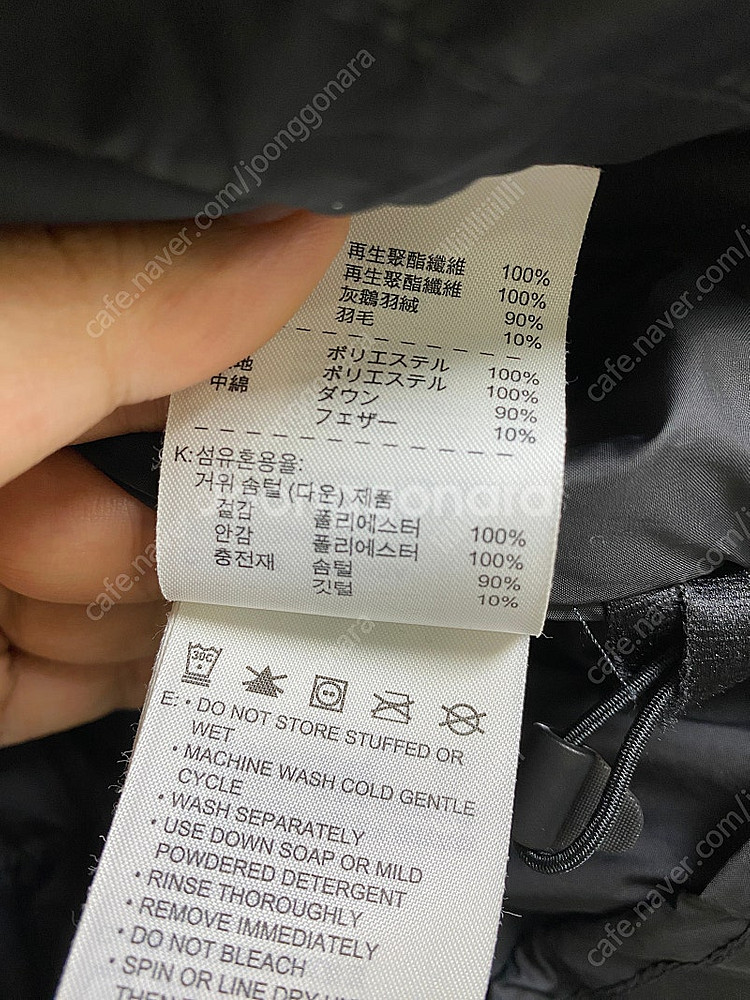 再生聚酯纖維 100%
再生聚酯纖維 100%
灰鵝羽絨 90%
羽毛 10%
地 ポリエステル 100%
中綿 ポリエステル 100%
ダウン 90%
フェザー 10%
K:섬유혼용율:
거위 솜털 (다운) 제품
겉감 폴리에스터 100%
안감 폴리에스터 100%
충전재 솜털 90%
깃털 10%
30C
E: • DO NOT STORE STUFFED OR
WET
• MACHINE WASH COLD GENTLE
CYCLE
• WASH SEPARATELY
• USE DOWN SOAP OR MILD
POWDERED DETERGENT
• RINSE THOROUGHLY
• REMOVE IMMEDIATELY
• DO NOT BLEACH
• SPIN OR LINE DRY
THEN
cafe.naver.com/joonggonara
joonggonara